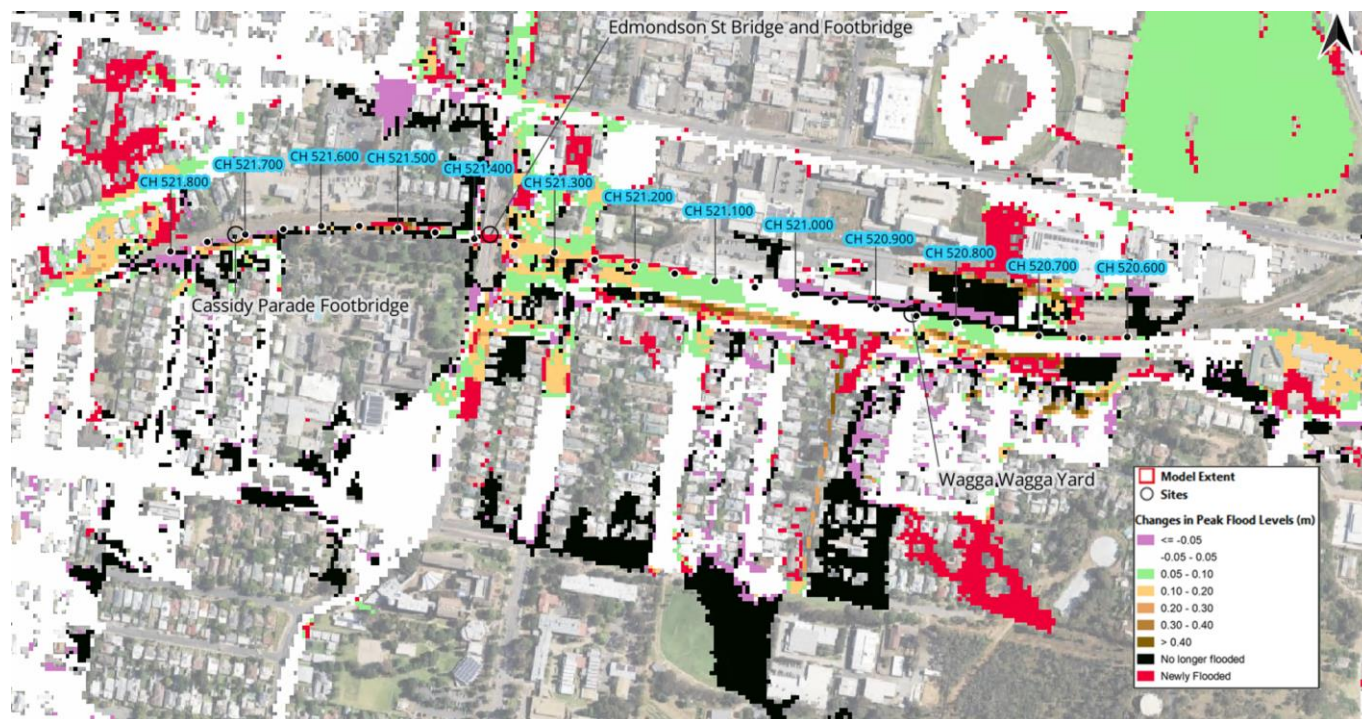 Edmondson St Bridge and Footbridge
CH 521.800
CH 521.700
CH 521.600
CH 521.500
CH 521.400
CH 521.300
CH 521.200
CH 521.100
CH 521.000
CH 520.900
CH 520.800
CH 520.700
CH 520.600
Cassidy Parade Footbridge
Wagga Wagga Yard
Model Extent
Sites
Changes in Peak Flood Levels (m)
<= -0.05
-0.05 - 0.05
0.05 - 0.10
0.10 - 0.20
0.20 - 0.30
0.30 - 0.40
> 0.40
No longer flooded
Newly Flooded